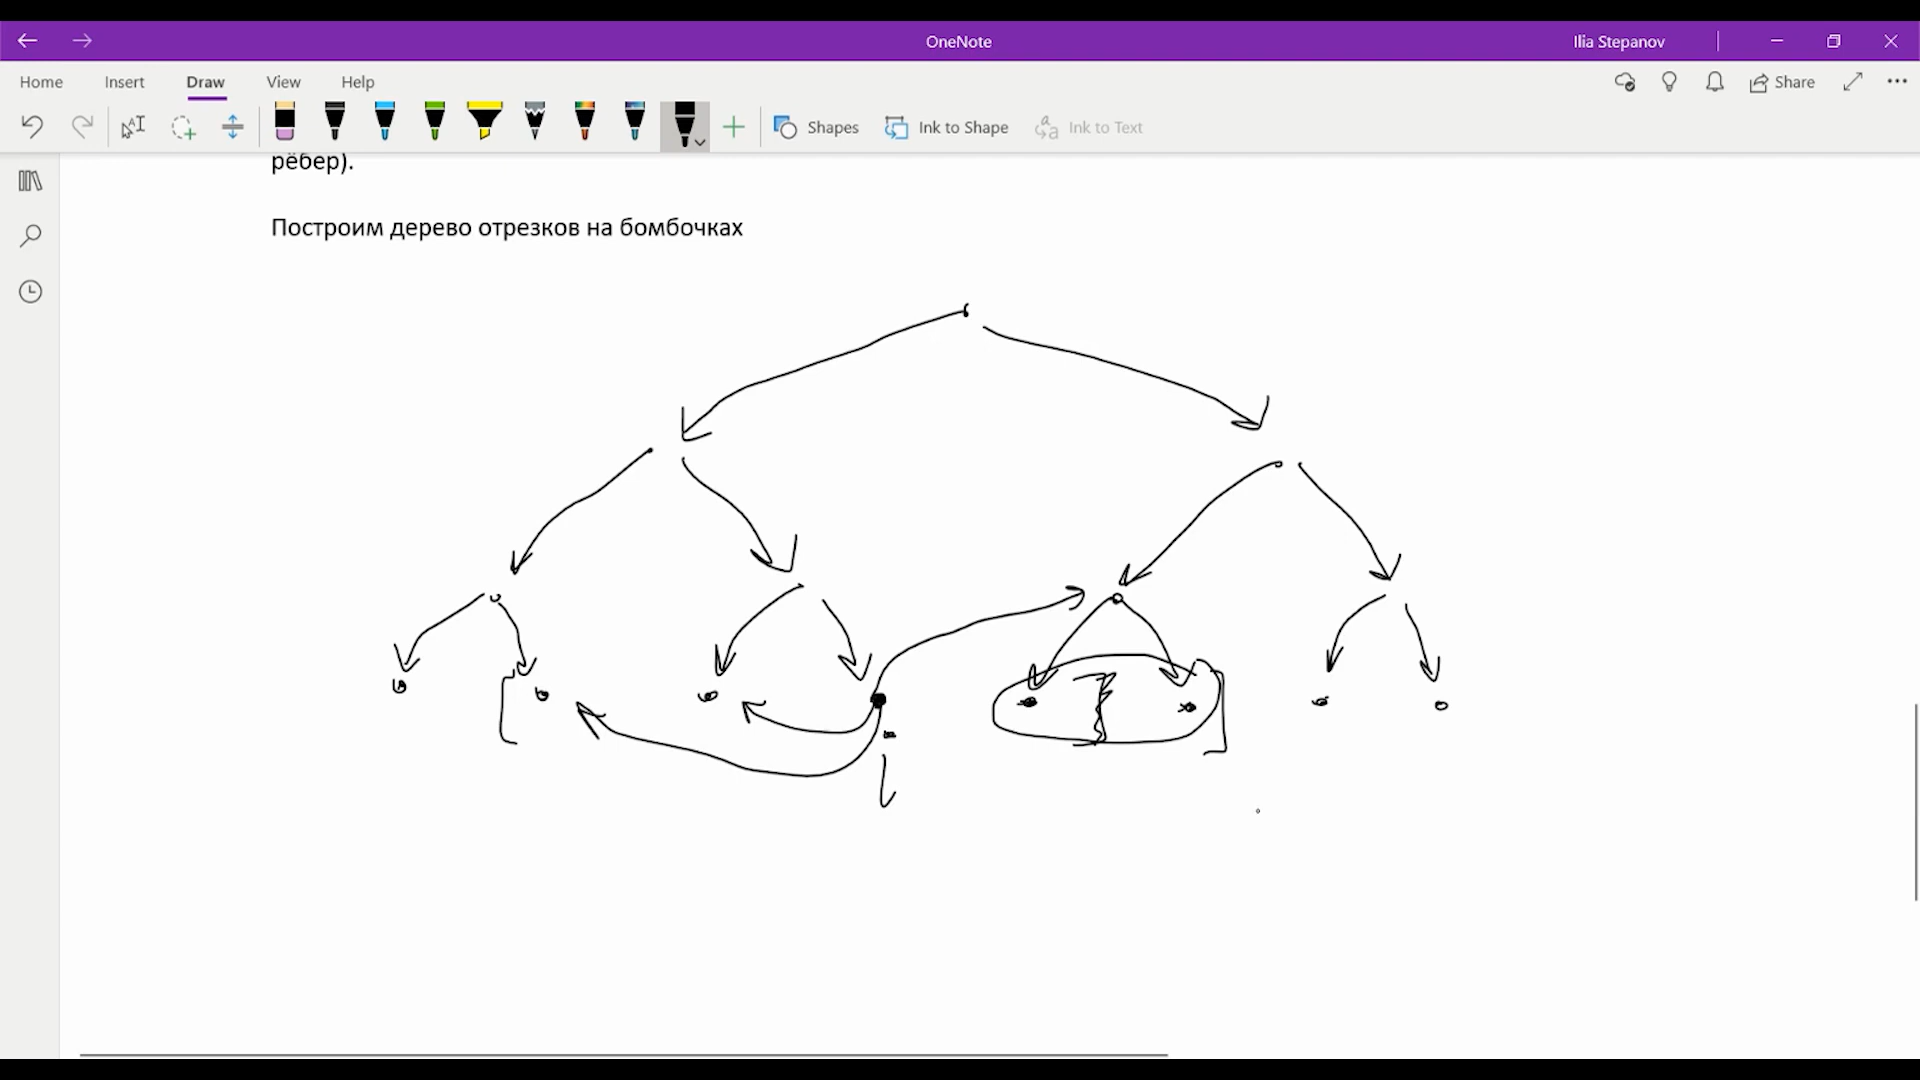 OneNote
Ilia Stepanov
Home Insert Draw View Help
Share
Shapes
Ink to Shape
Ink to Text
рёбер).
Построим дерево отрезков на бомбочках